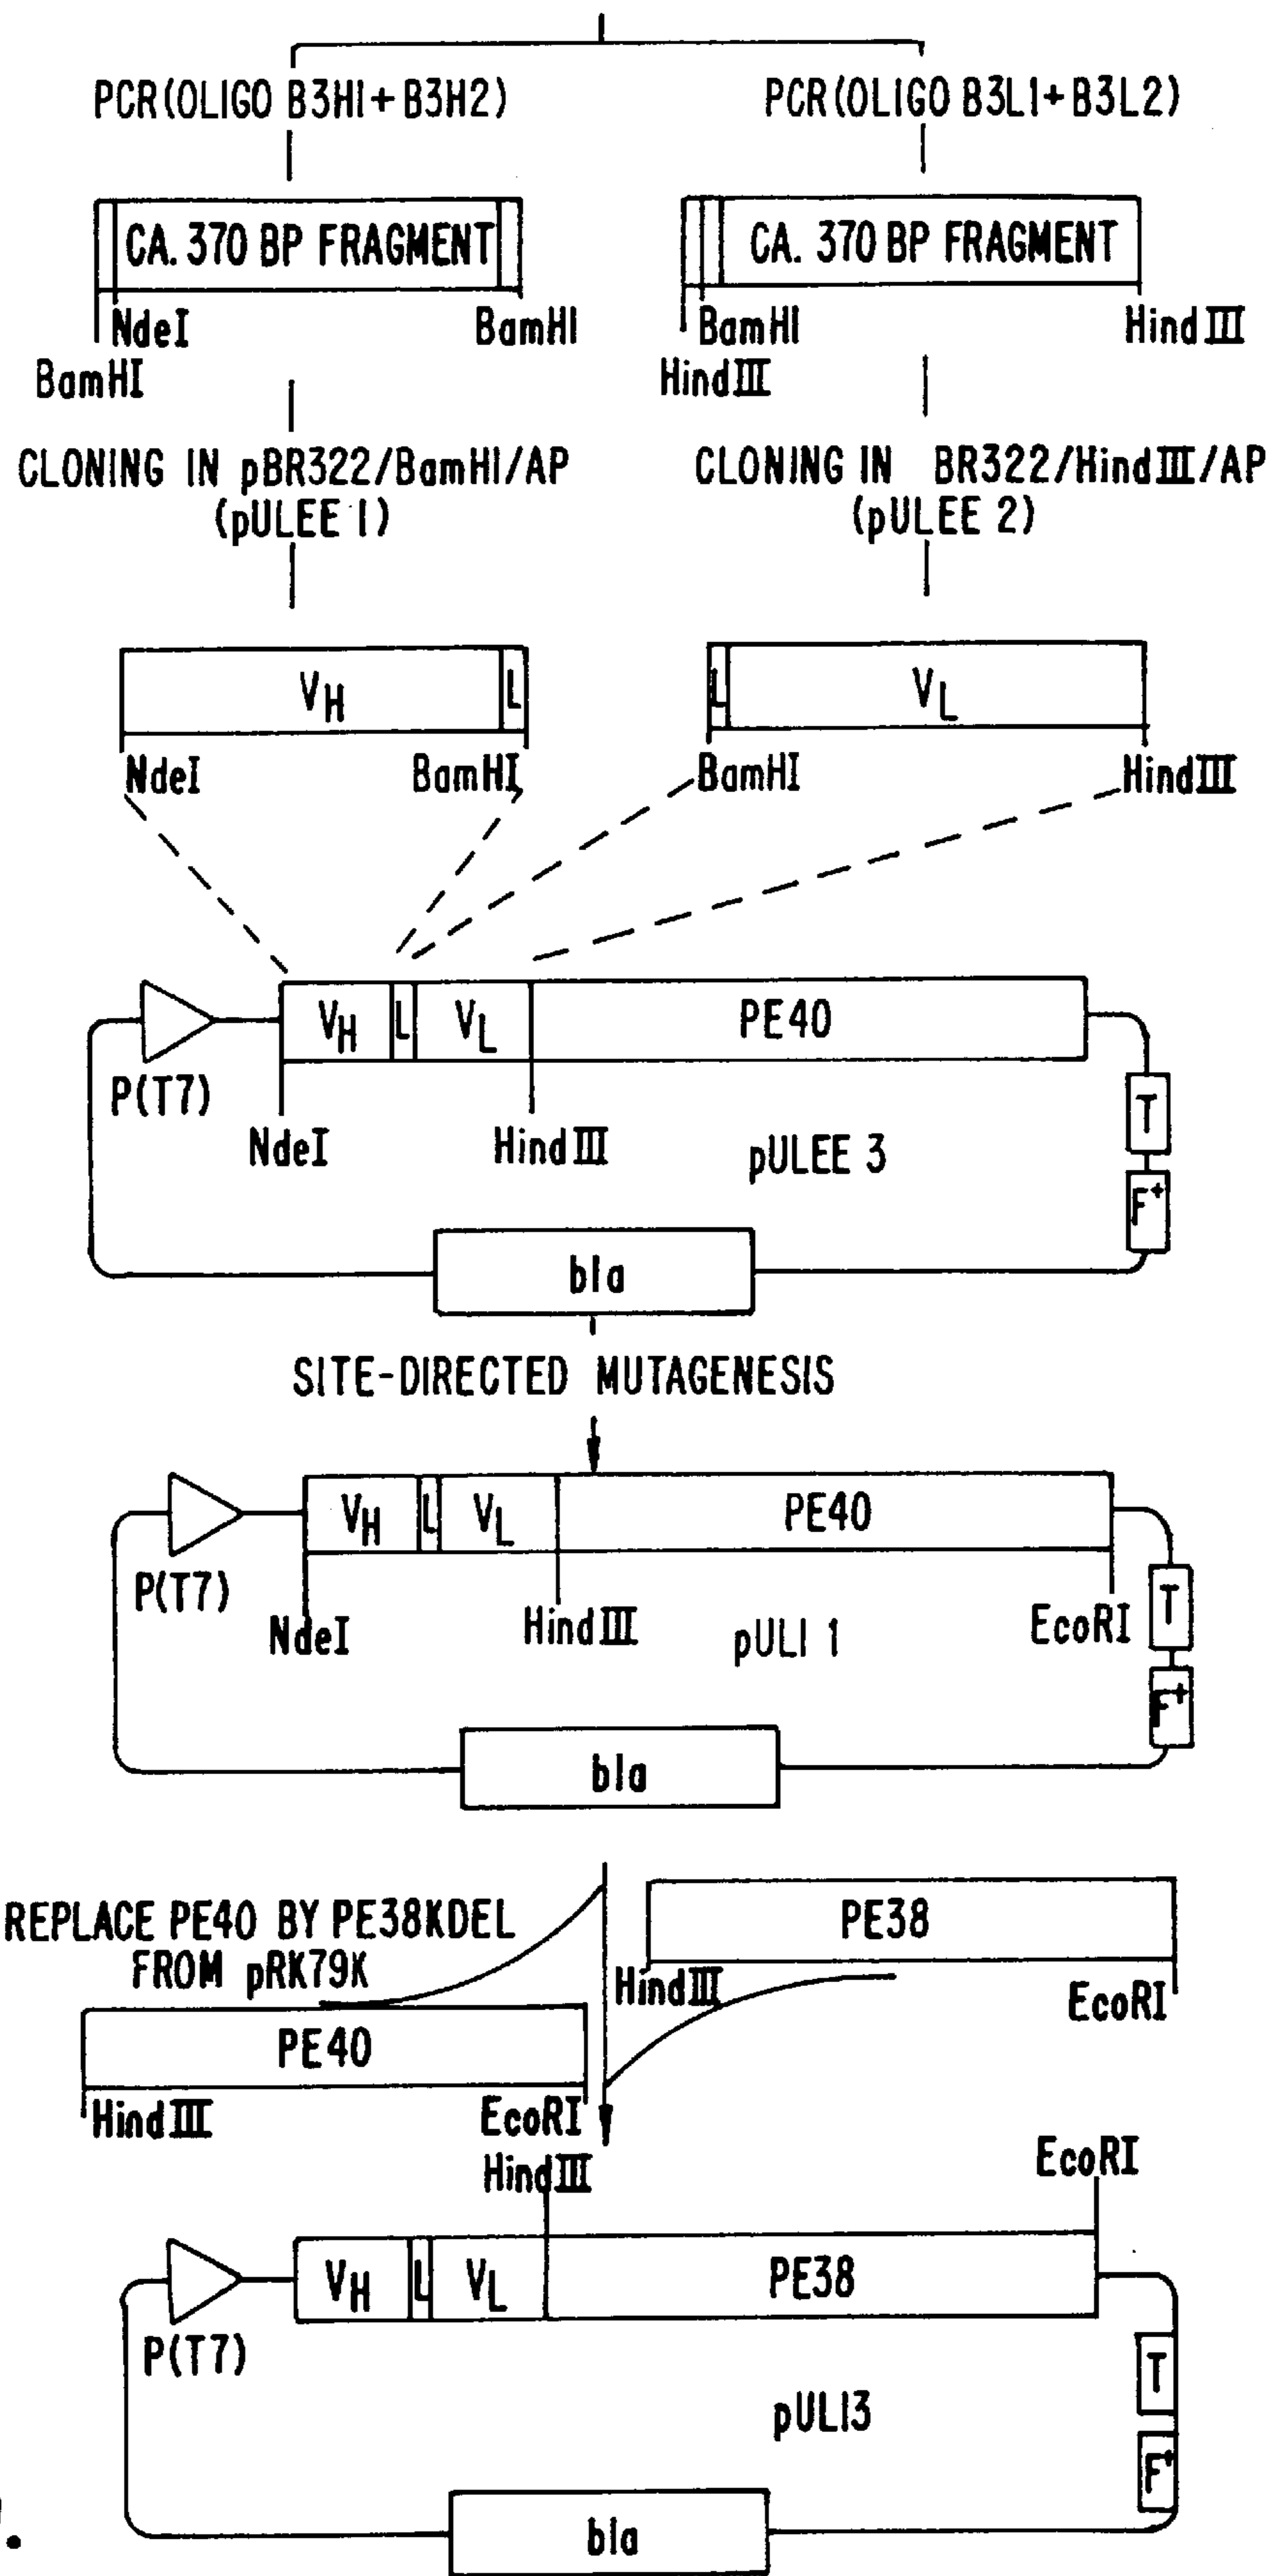 PCR(OLIGO B3H1+B3H2)
PCR(OLIGO B3L1+B3L2)
CA. 370 BP FRAGMENT
CA. 370 BP FRAGMENT
NdeI
BamHI
BamHI
BamHI
HindIII
HindIII
CLONING IN pBR322/BamHI/AP
(pULEE 1)
CLONING IN BR322/HindIII/AP
(pULEE 2)
VH
L
L
VL
NdeI
BamHI
BamHI
HindIII
VH
L
VL
PE40
P(T7)
NdeI
HindIII
pULEE 3
T
F+
bla
SITE-DIRECTED MUTAGENESIS
VH
L
VL
PE40
P(T7)
NdeI
HindIII
pULI 1
EcoRI
T
F+
bla
REPLACE PE40 BY PE38KDEL
FROM pRK79K
PE38
HindIII
EcoRI
PE40
HindIII
EcoRI
HindIII
EcoRI
VH
L
VL
PE38
P(T7)
pULI3
T
F+
bla